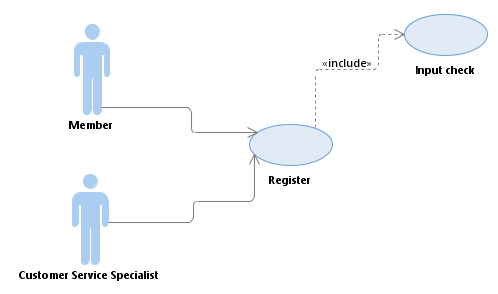 Input check
«include»
Member
Register
Customer Service Specialist